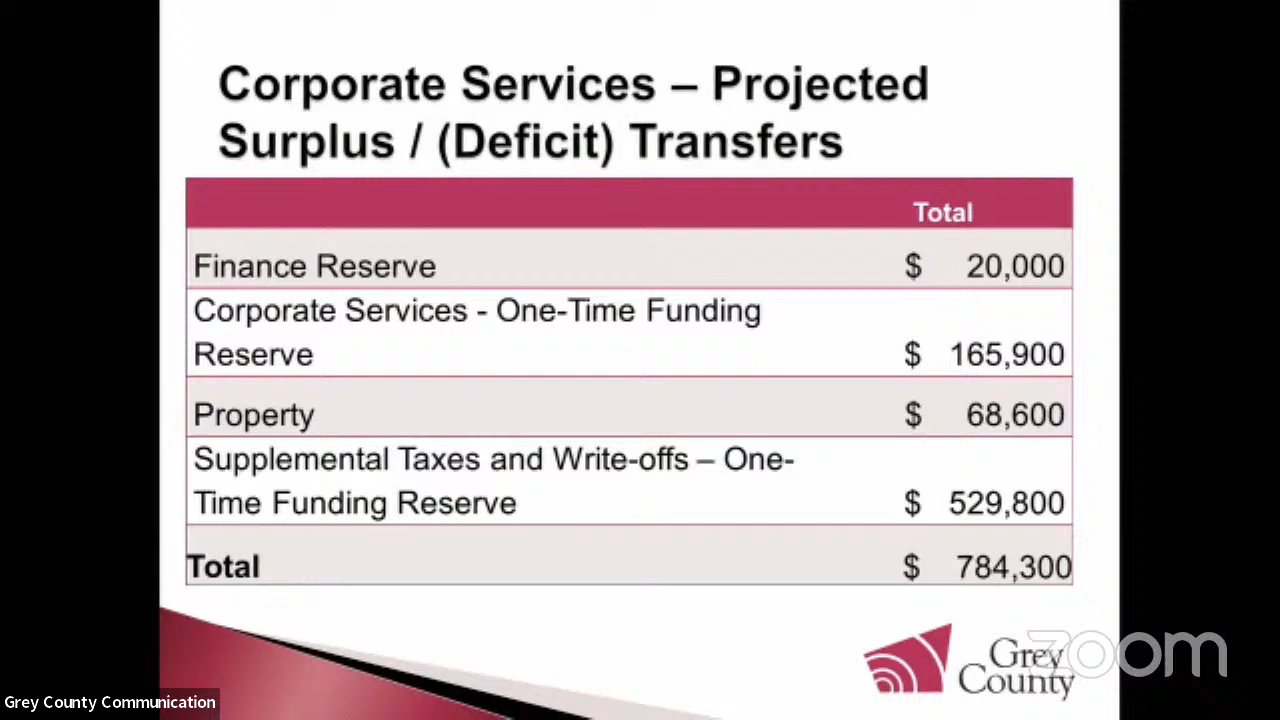 Corporate Services – Projected
Surplus / (Deficit) Transfers
Total
Finance Reserve $ 20,000
Corporate Services - One-Time Funding
Reserve $ 165,900
Property $ 68,600
Supplemental Taxes and Write-offs – One-
Time Funding Reserve $ 529,800
Total $ 784,300
Grey
County
zoom
Grey County Communication